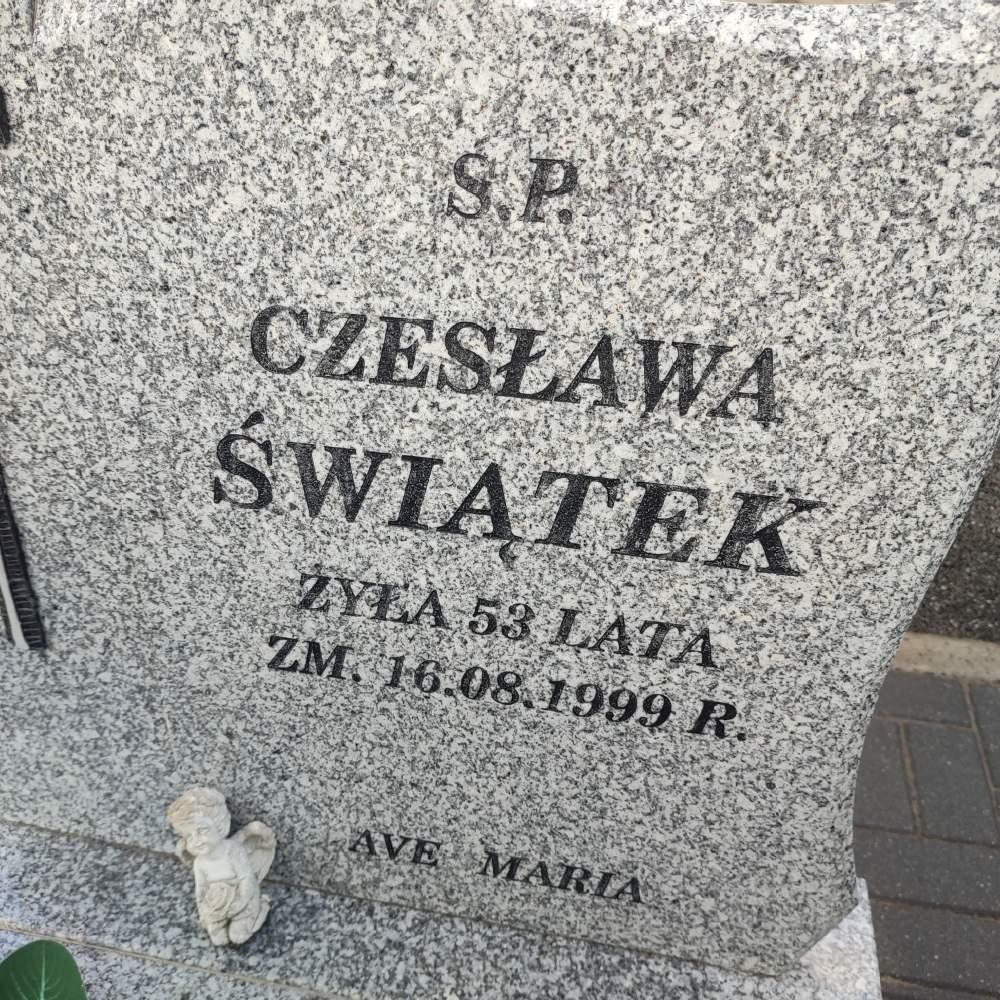 Ś.P.
CZESŁAWA
ŚWIĄTEK
ŻYŁA 53 LATA
ZM. 16.08.1999 R.
AVE MARIA